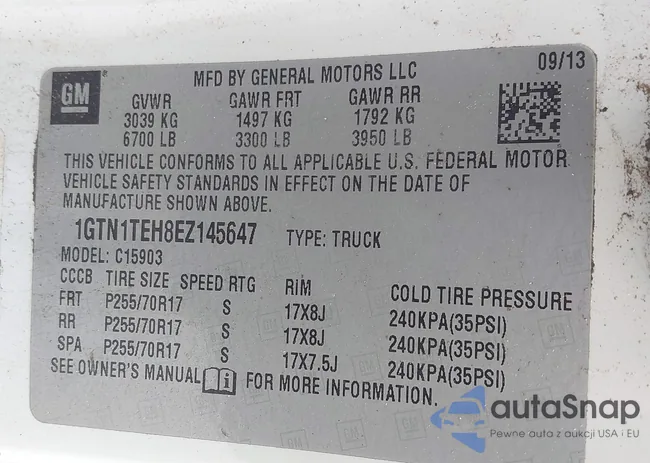 GM
MFD BY GENERAL MOTORS LLC 09/13
GVWR GAWR FRT GAWR RR
3039 KG 1497 KG 1792 KG
6700 LB 3300 LB 3950 LB
THIS VEHICLE CONFORMS TO ALL APPLICABLE U.S. FEDERAL MOTOR
VEHICLE SAFETY STANDARDS IN EFFECT ON THE DATE OF
MANUFACTURE SHOWN ABOVE.
1GTN1TEH8EZ145647 TYPE: TRUCK
MODEL: C15903
CCCB TIRE SIZE SPEED RTG RIM COLD TIRE PRESSURE
FRT P255/70R17 S 17X8J 240KPA(35PSI)
RR P255/70R17 S 17X8J 240KPA(35PSI)
SPA P255/70R17 S 17X7.5J 240KPA(35PSI)
SEE OWNER'S MANUAL FOR MORE INFORMATION.
autaSnap
Pewne auta z aukcji USA i EU